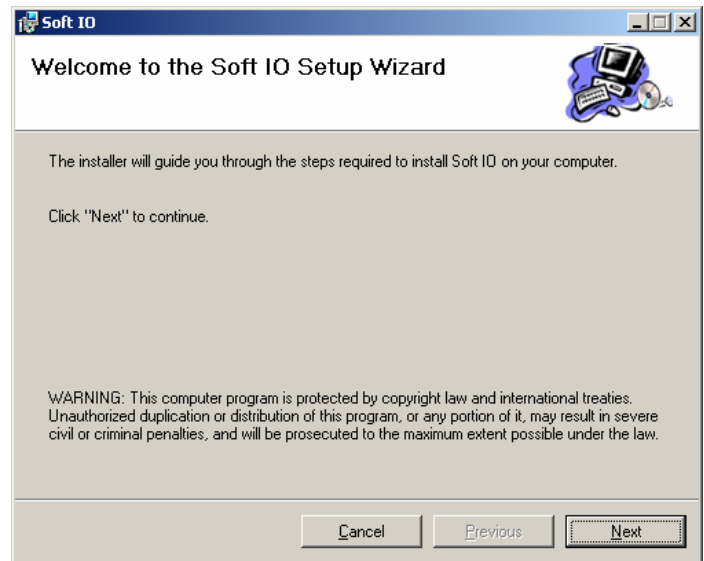 Soft IO
Welcome to the Soft IO Setup Wizard
The installer will guide you through the steps required to install Soft IO on your computer.
Click "Next" to continue.
WARNING: This computer program is protected by copyright law and international treaties.
Unauthorized duplication or distribution of this program, or any portion of it, may result in severe
civil or criminal penalties, and will be prosecuted to the maximum extent possible under the law.
Cancel
Previous
Next